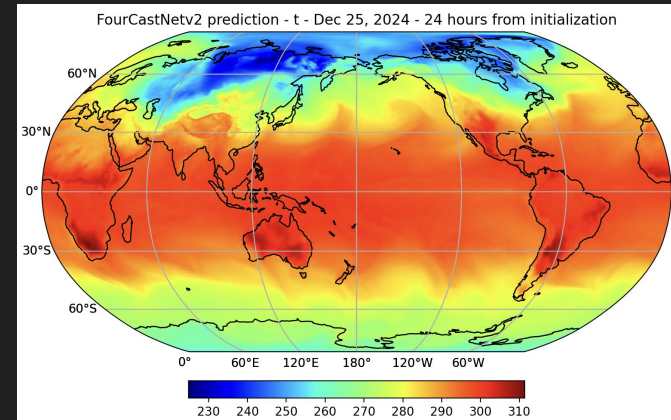 FourCastNetv2 prediction - t - Dec 25, 2024 - 24 hours from initialization
60°N
30°N
0°
30°S
60°S
0° 60°E 120°E 180° 120°W 60°W
230 240 250 260 270 280 290 300 310